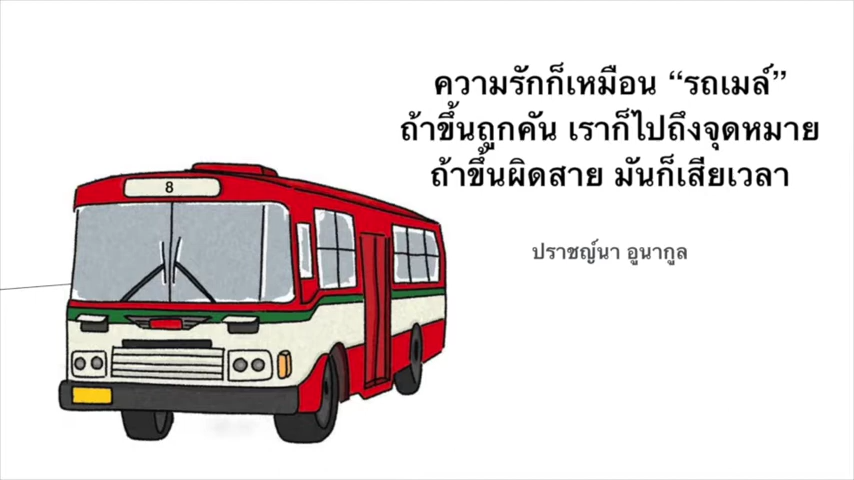 ความรักก็เหมือน “รถเมล์”
ถ้าขึ้นถูกคัน เราก็ไปถึงจุดหมาย
ถ้าขึ้นผิดสาย มันก็เสียเวลา
ปราชญ์นา อูนากูล
8